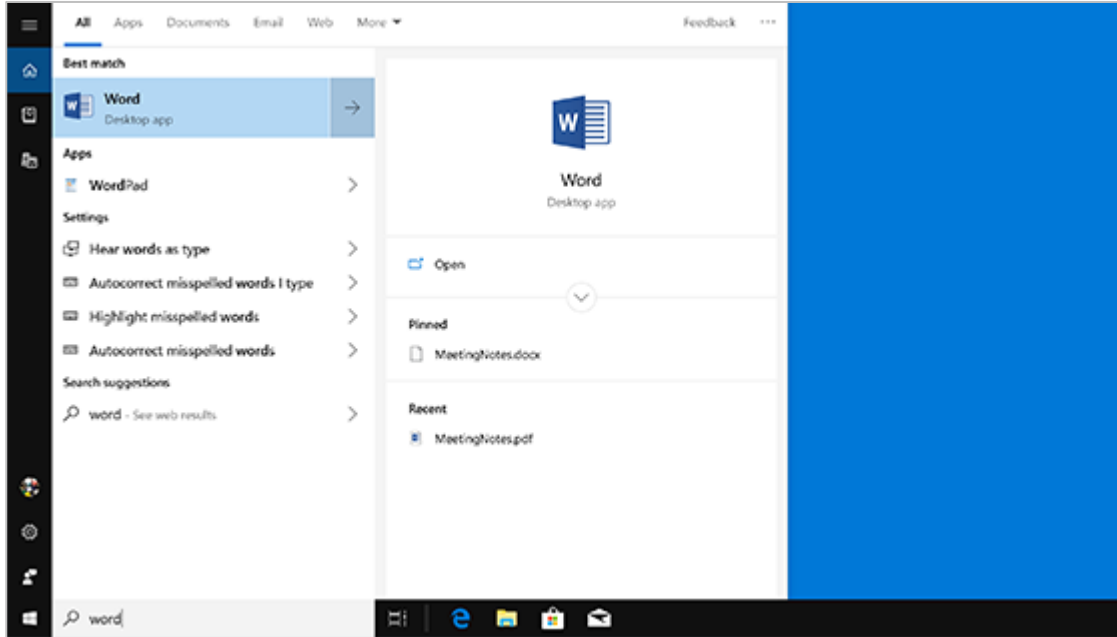 All Apps Documents Email Web More Feedback ...
Best match
Word
Desktop app
Apps
WordPad
Settings
Hear words as type
Autocorrect misspelled words I type
Highlight misspelled words
Autocorrect misspelled words
Search suggestions
word - See web results
word
W
Word
Desktop app
Open
Pinned
MeetingNotes.docx
Recent
MeetingNotes.pdf